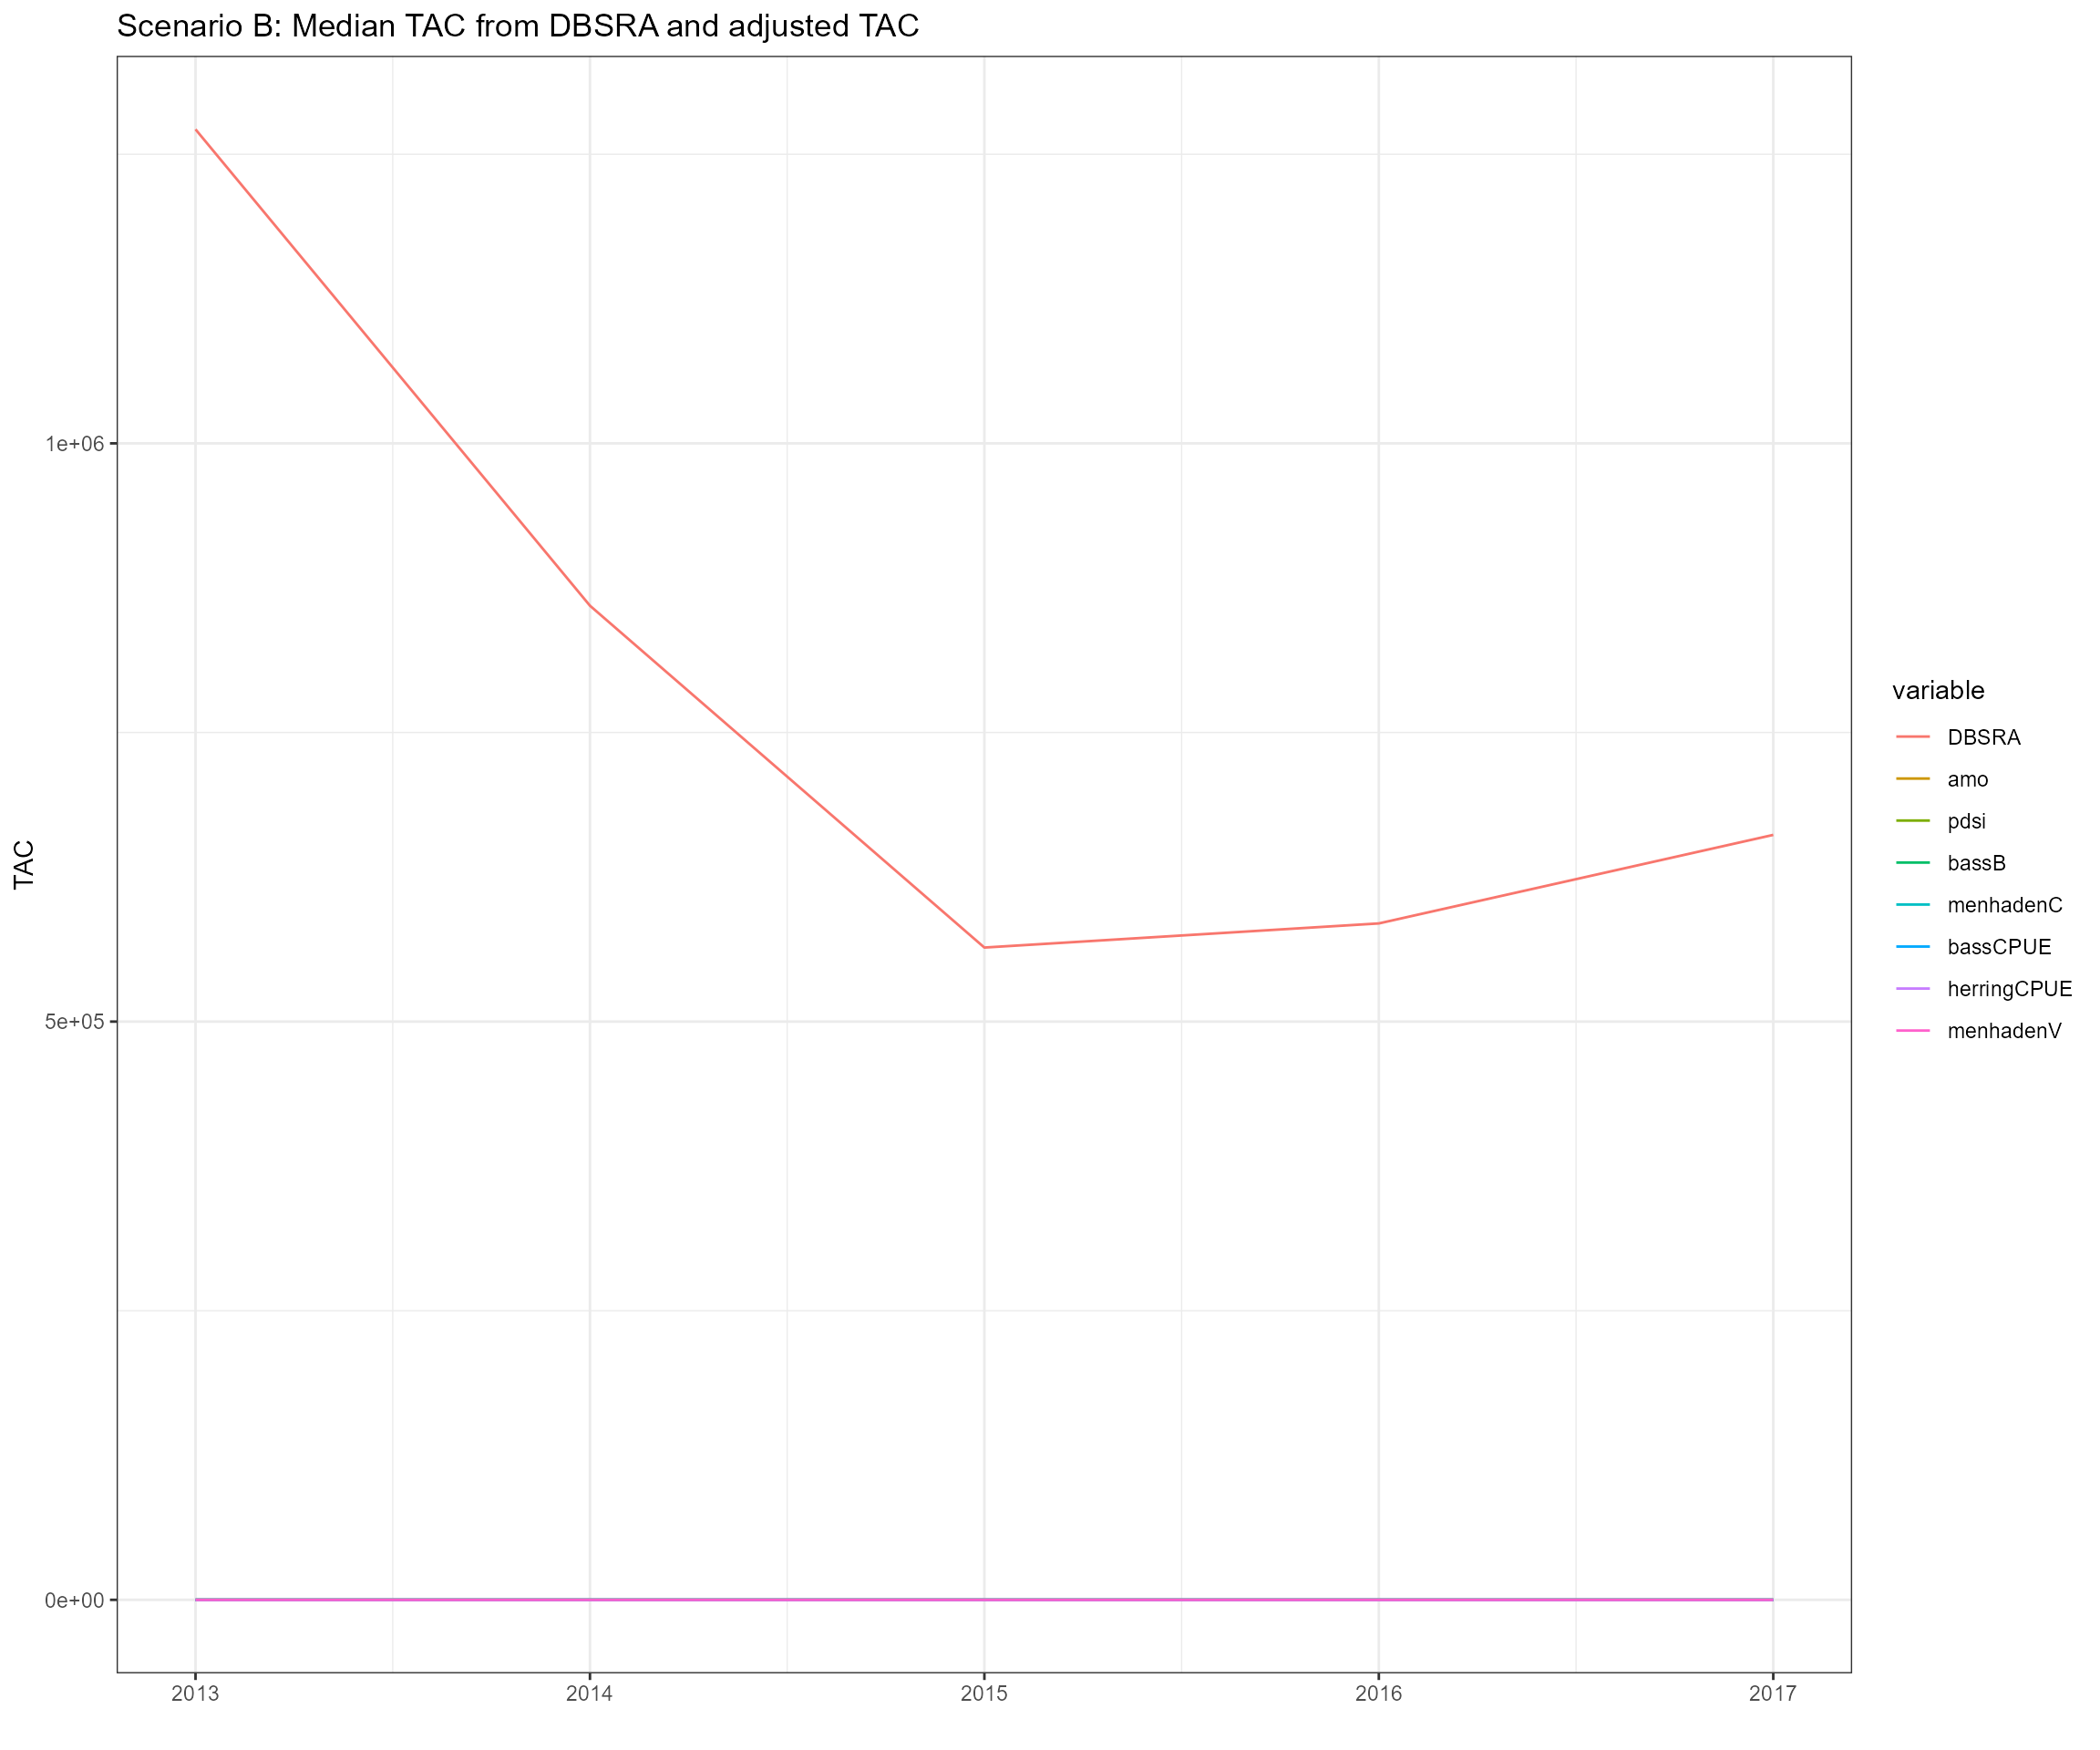 Scenario B: Median TAC from DBSRA and adjusted TAC
TAC
1e+06
5e+05
0e+00
2013
2014
2015
2016
2017
variable
DBSRA
amo
pdsi
bassB
menhadenC
bassCPUE
herringCPUE
menhadenV